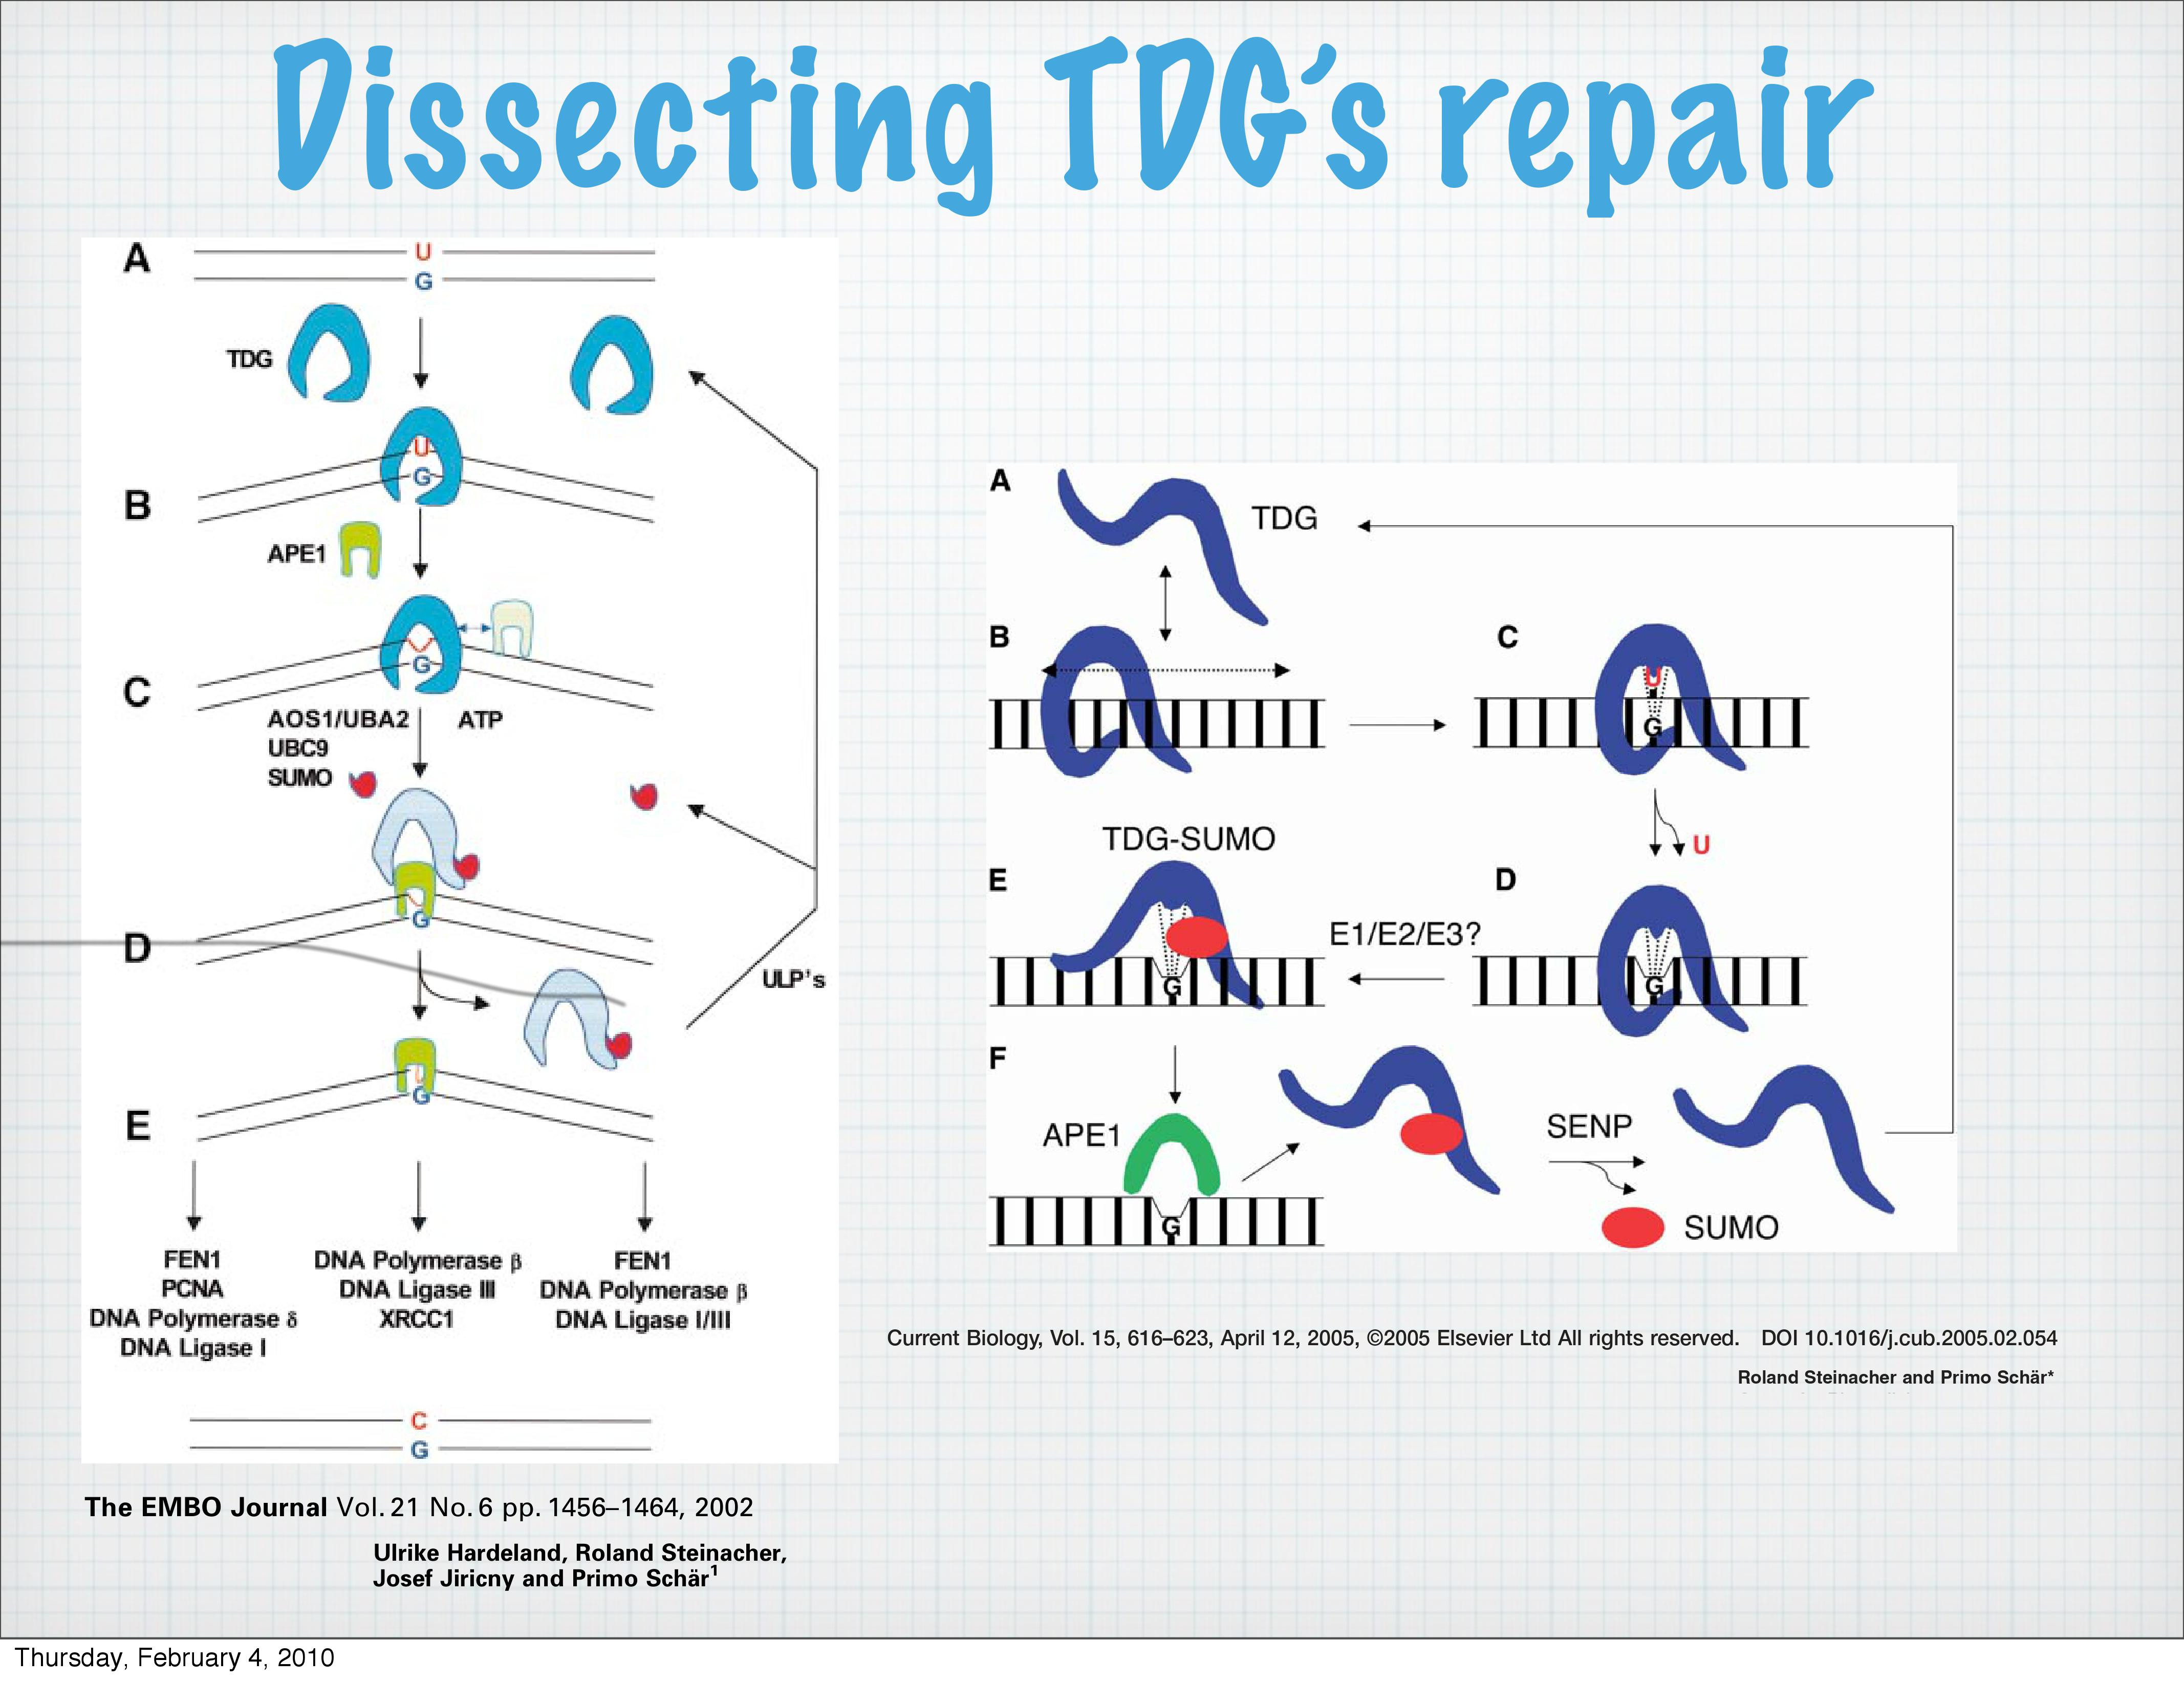 Dissecting TDG's repair
A
U
G
TDG
U
G
B
APE1
G
C
AOS1/UBA2 ATP
UBC9
SUMO
G
D
ULP's
G
E
FEN1
PCNA
DNA Polymerase δ
DNA Ligase I
DNA Polymerase β
DNA Ligase III
XRCC1
FEN1
DNA Polymerase β
DNA Ligase I/III
C
G
The EMBO Journal Vol. 21 No. 6 pp. 1456–1464, 2002
Ulrike Hardeland, Roland Steinacher,
Josef Jiricny and Primo Schär1
A
TDG
B
C
U
G
U
TDG-SUMO
E
D
E1/E2/E3?
G
G
F
APE1
SENP
G
SUMO
Current Biology, Vol. 15, 616–623, April 12, 2005, ©2005 Elsevier Ltd All rights reserved. DOI 10.1016/j.cub.2005.02.054
Roland Steinacher and Primo Schär*
Thursday, February 4, 2010